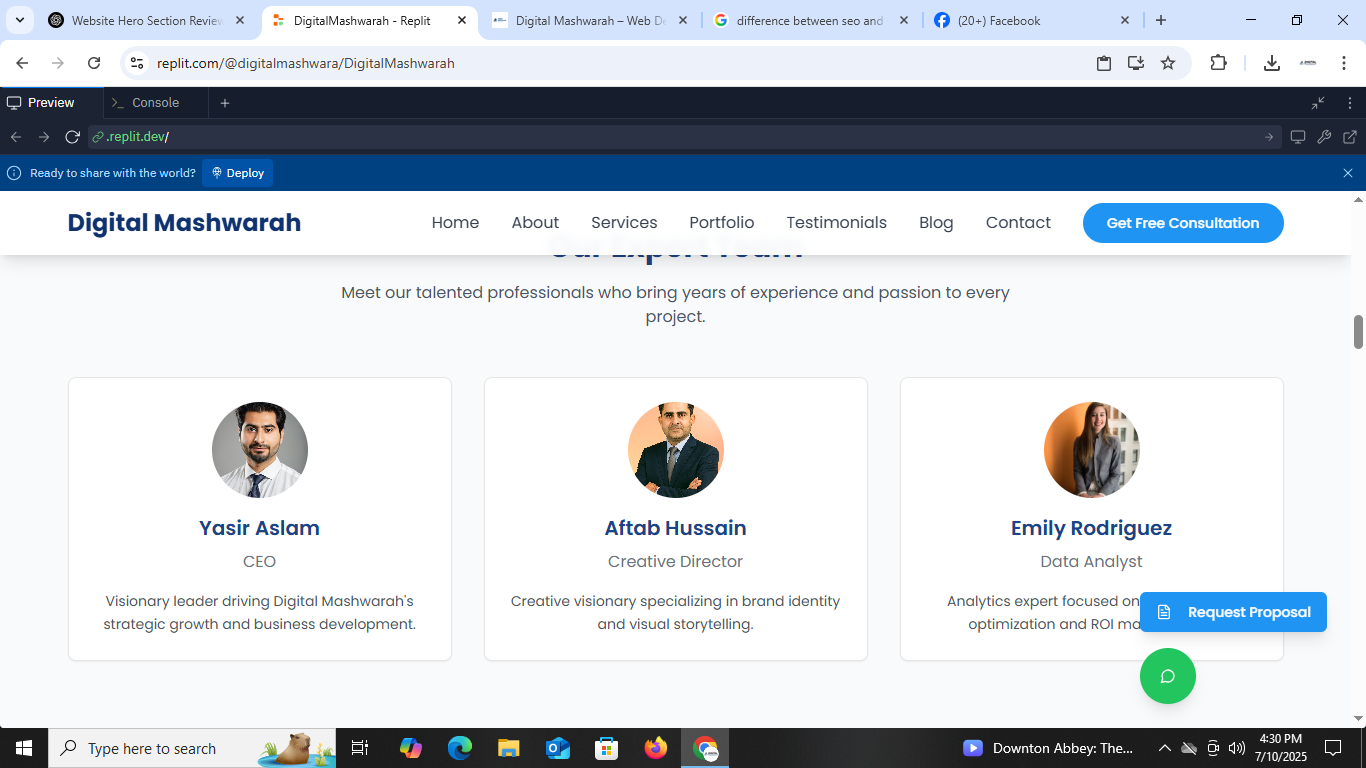 Website Hero Section Review
DigitalMashwarah - Replit
Digital Mashwarah – Web De
difference between seo and
(20+) Facebook
replit.com/@digitalmashwara/DigitalMashwarah
Preview
Console
.replit.dev/
Ready to share with the world?
Deploy
Digital Mashwarah
Home
About
Services
Portfolio
Testimonials
Blog
Contact
Get Free Consultation
Our Expert Team
Meet our talented professionals who bring years of experience and passion to every
project.
Yasir Aslam
CEO
Visionary leader driving Digital Mashwarah's
strategic growth and business development.
Aftab Hussain
Creative Director
Creative visionary specializing in brand identity
and visual storytelling.
Emily Rodriguez
Data Analyst
Analytics expert focused on
optimization and ROI ma
Request Proposal
Type here to search
Downton Abbey: The...
4:30 PM
7/10/2025